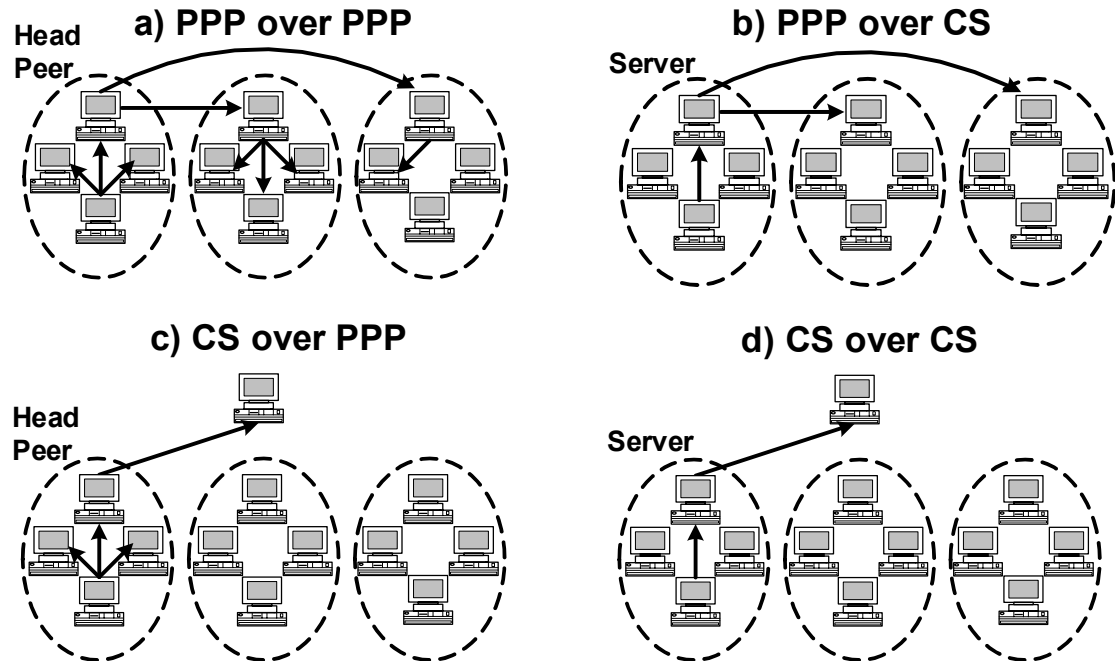 a) PPP over PPP
Head
Peer
b) PPP over CS
Server
c) CS over PPP
Head
Peer
d) CS over CS
Server